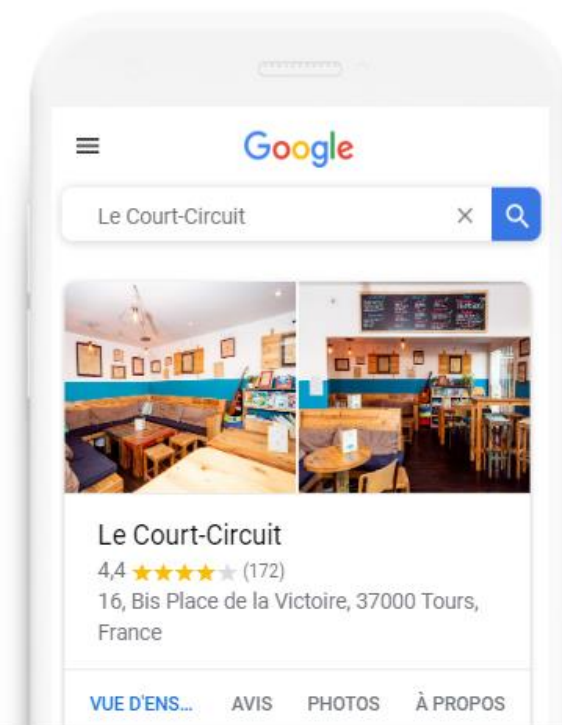 Google
Le Court-Circuit
Le Court-Circuit
4,4 (172)
16, Bis Place de la Victoire, 37000 Tours,
France
VUE D'ENS... AVIS PHOTOS À PROPOS